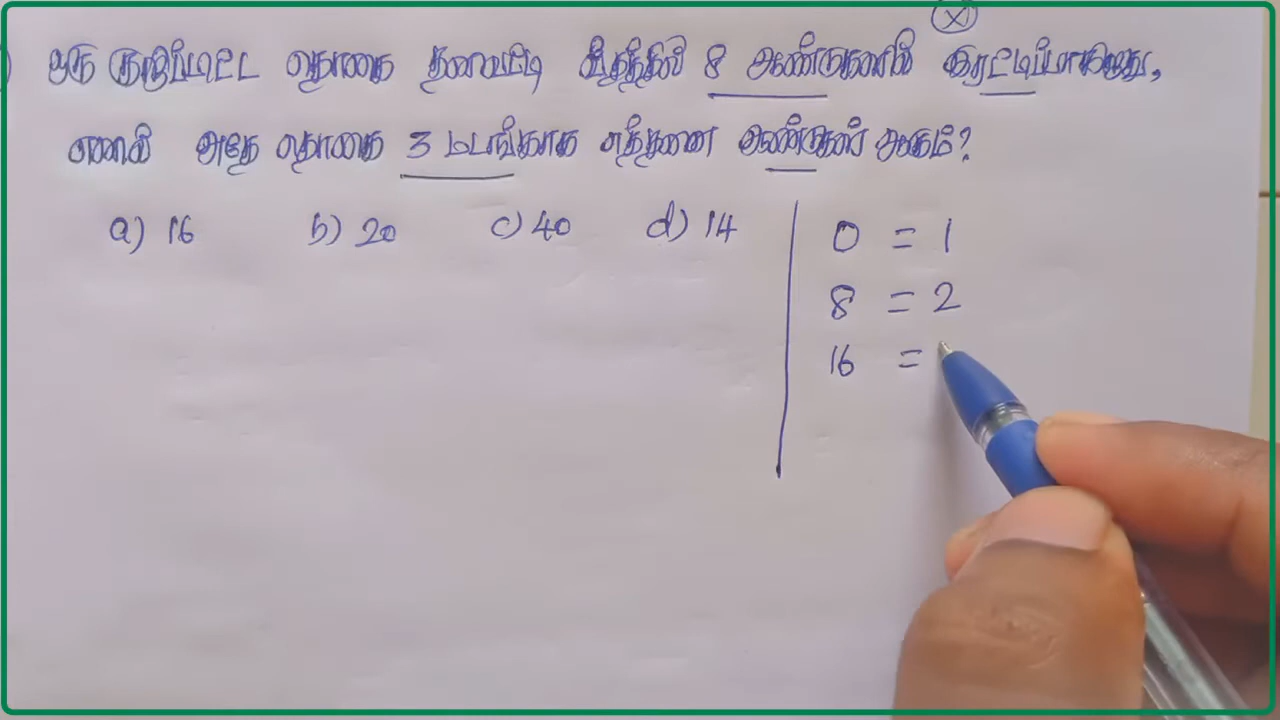 (x)
ஒரு குறிப்பிட்ட தொகை தனிவட்டி வீதத்தில் 8 ஆண்டுகளில் இரட்டிப்பாகிறது,
எனில் அதே தொகை 3 மடங்காக எத்தனை ஆண்டுகள் ஆகும்?
a) 16 b) 20 c) 40 d) 14
0 = 1
8 = 2
16 =